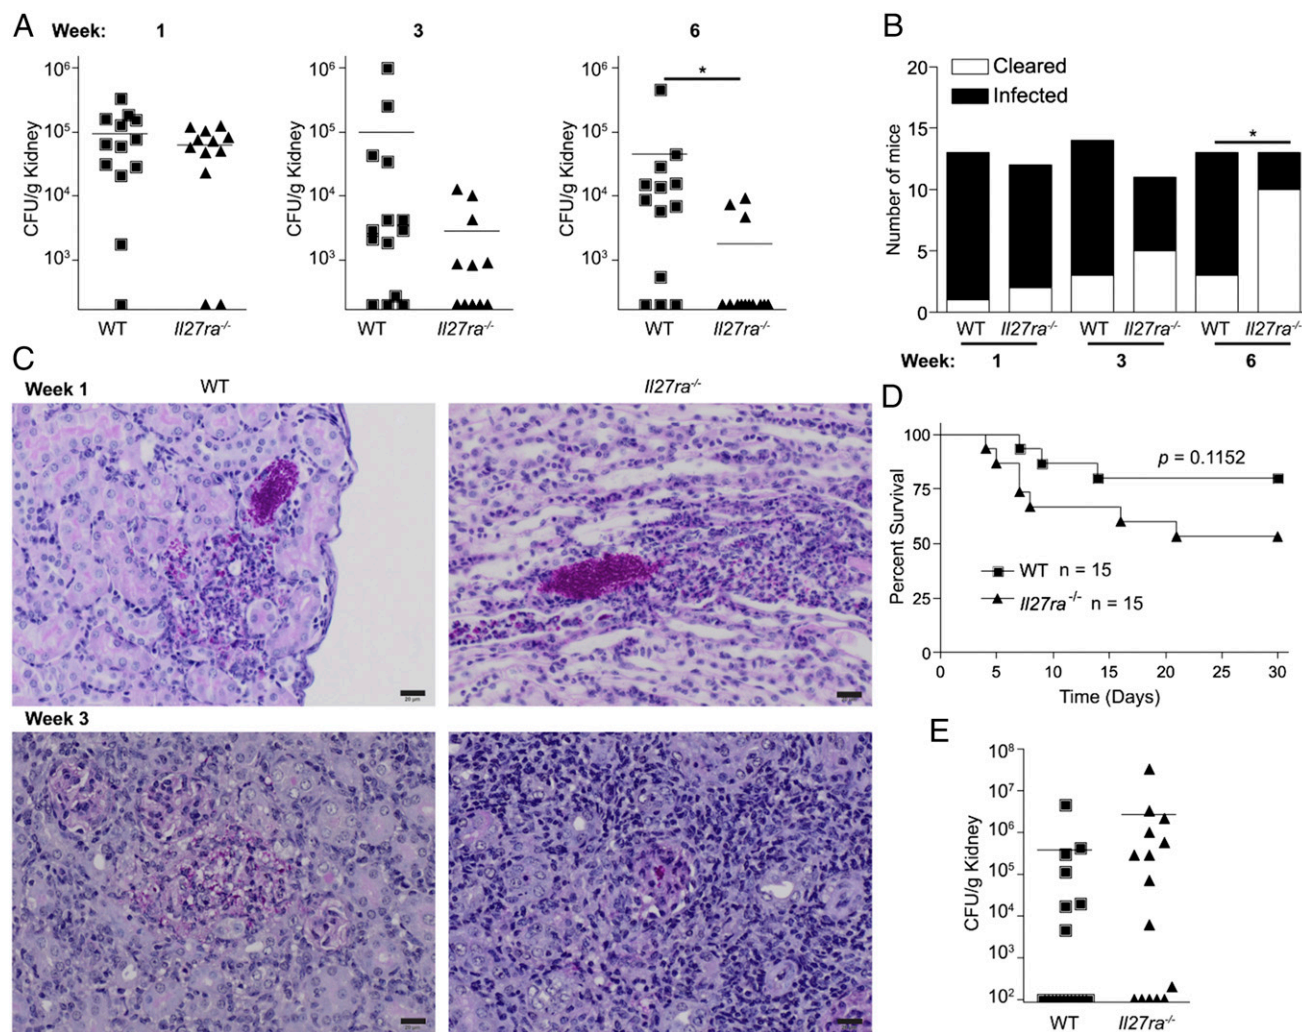 A Week: 1 3 6
10⁶ 10⁶ 10⁶
*
10⁵ 10⁵ 10⁵
10⁴ 10⁴ 10⁴
10³ 10³ 10³
CFU/g Kidney CFU/g Kidney CFU/g Kidney
WT Il27ra-/- WT Il27ra-/- WT Il27ra-/-
B
Cleared
Infected
*
20
15
10
5
0
Number of mice
WT Il27ra-/- WT Il27ra-/- WT Il27ra-/-
Week: 1 3 6
C
Week 1 WT Il27ra-/-
20 µm
Week 3
20 µm
D
100
75
50
25
0
Percent Survival
p = 0.1152
WT n = 15
Il27ra-/- n = 15
0 5 10 15 20 25 30
Time (Days)
E
10⁸
10⁷
10⁶
10⁵
10⁴
10³
10²
CFU/g Kidney
WT Il27ra-/-